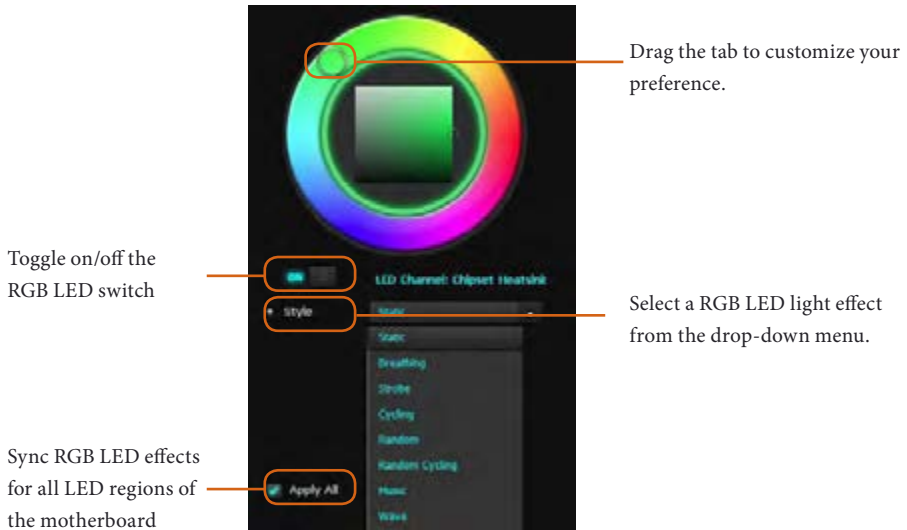 Drag the tab to customize your
preference.
Toggle on/off the
RGB LED switch
ON
LED Channel: Chipset Heatsink
Style
Static
Select a RGB LED light effect
from the drop-down menu.
Static
Breathing
Strobe
Cycling
Random
Random Cycling
Music
Wave
Sync RGB LED effects
for all LED regions of
the motherboard
Apply All